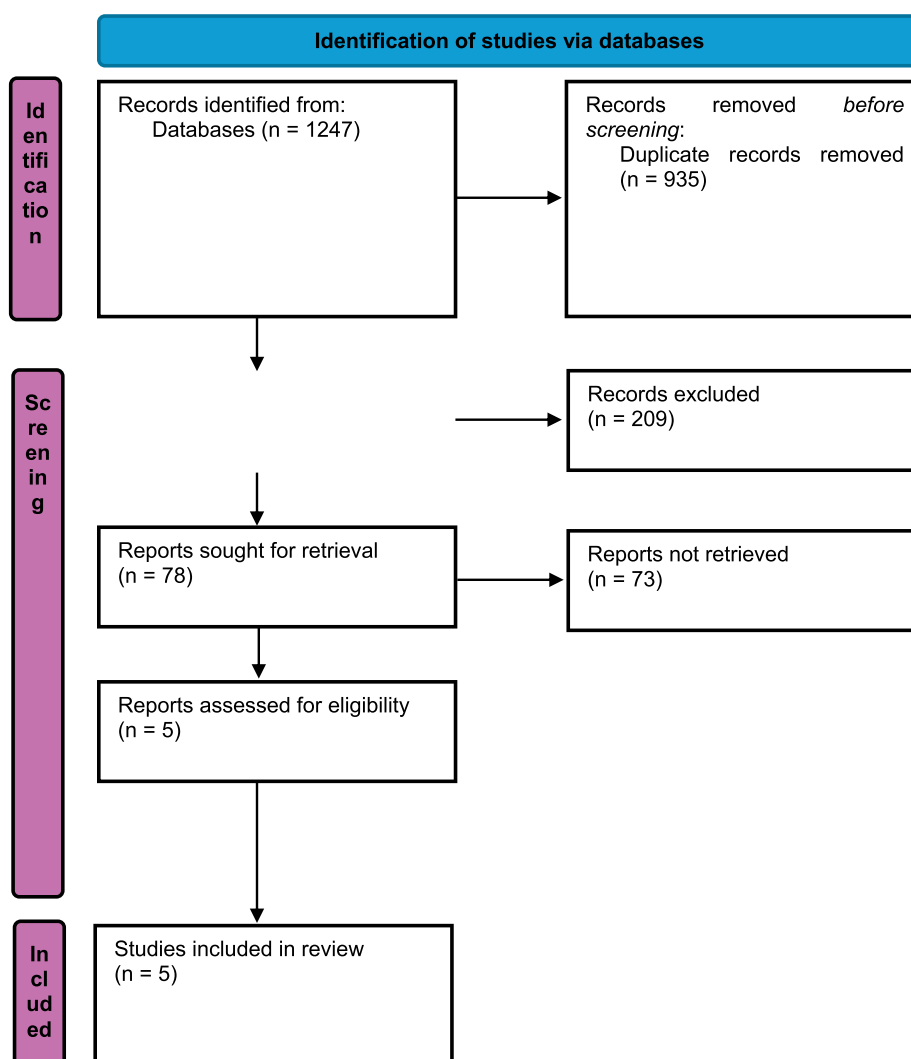 Identification of studies via databases
Id
en
tifi
ca
tio
n
Records identified from:
Databases (n = 1247)
Records removed before
screening:
Duplicate records removed
(n = 935)
Sc
re
en
in
g
Records excluded
(n = 209)
Reports sought for retrieval
(n = 78)
Reports not retrieved
(n = 73)
Reports assessed for eligibility
(n = 5)
In
cl
ud
ed
Studies included in review
(n = 5)